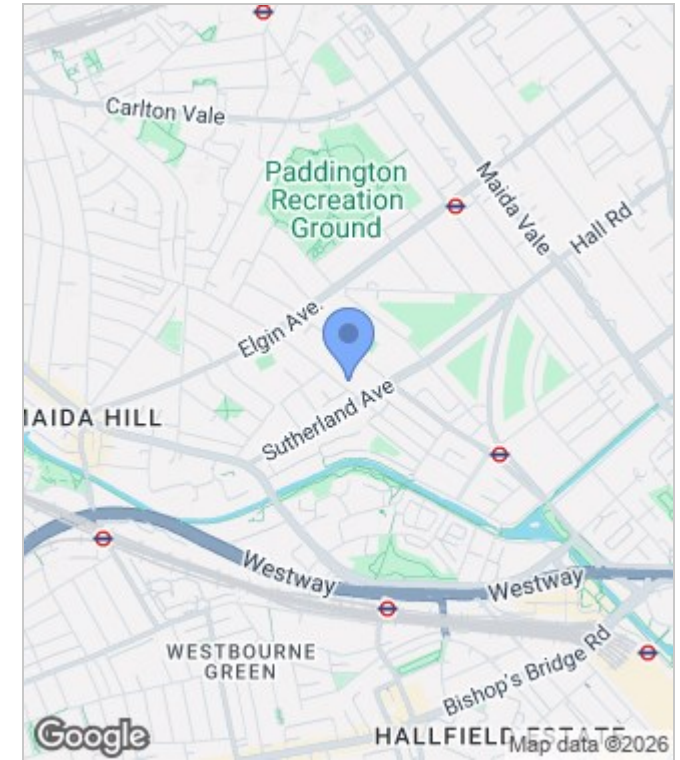 Carlton Vale
Paddington
Recreation
Ground
Maida Vale
Hall Rd
Elgin Ave.
Sutherland Ave
MAIDA HILL
Westway
Westway
WESTBOURNE
GREEN
Bishop's Bridge Rd
HALLFIELD ESTATE
Google
Map data ©2026